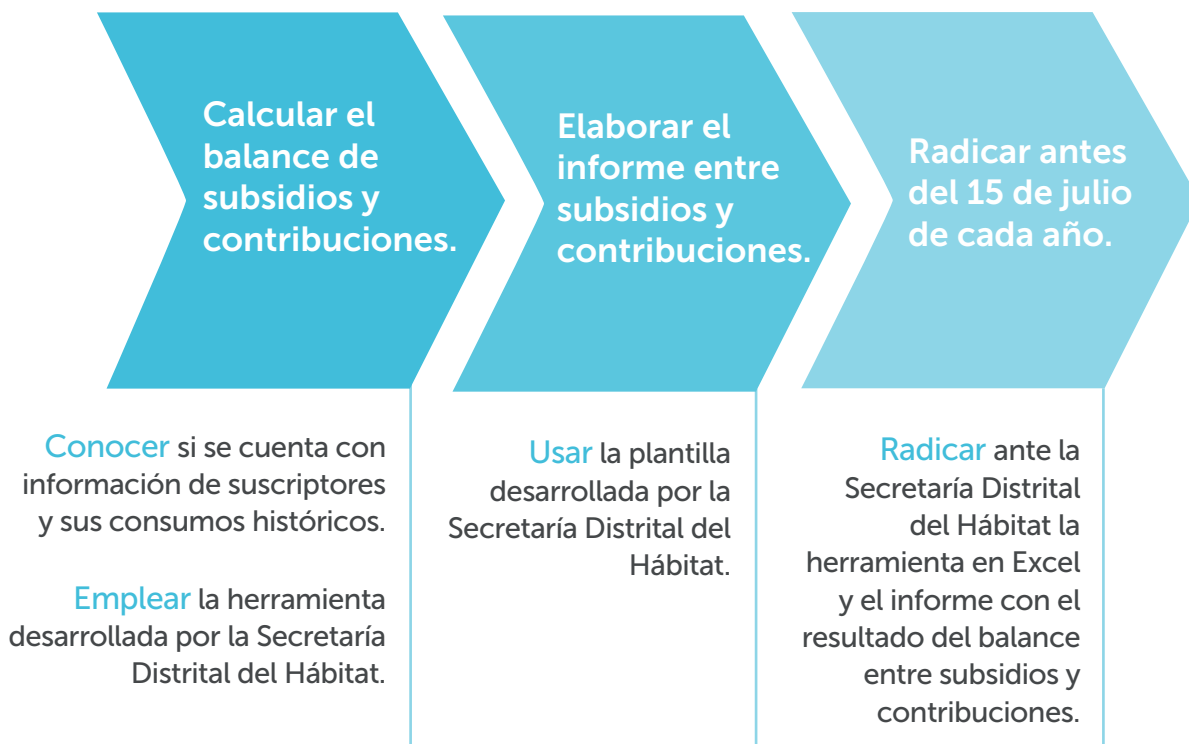 Calcular el
balance de
subsidios y
contribuciones.
Conocer si se cuenta con
información de suscriptores
y sus consumos históricos.
Emplear la herramienta
desarrollada por la Secretaría
Distrital del Hábitat.
Elaborar el
informe entre
subsidios y
contribuciones.
Usar la plantilla
desarrollada por la
Secretaría Distrital del
Hábitat.
Radicar antes
del 15 de julio
de cada año.
Radicar ante la
Secretaría Distrital
del Hábitat la
herramienta en Excel
y el informe con el
resultado del balance
entre subsidios y
contribuciones.